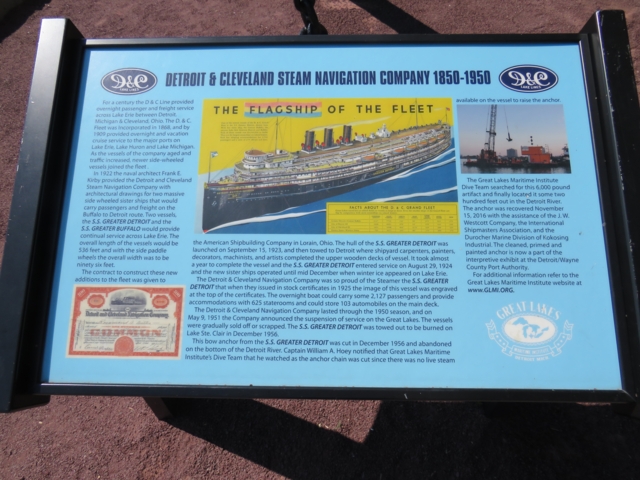 DETROIT & CLEVELAND STEAM NAVIGATION COMPANY 1850-1950
D&C
LAKE LINES
D&C
LAKE LINES
For a century the D & C Line provided
overnight passenger and freight service
across Lake Erie between Detroit,
Michigan & Cleveland, Ohio. The D. & C.
Fleet was incorporated in 1868, and by
1909 provided overnight and vacation
cruise service to the major ports on
Lake Erie, Lake Huron and Lake Michigan.
As the vessels of the company aged and
traffic increased, newer side-wheeled
vessels joined the fleet.
In 1922 the naval architect Frank E.
Kirby provided the Detroit and Cleveland
Steam Navigation Company with
architectural drawings for two massive
side wheeled sister ships that would
carry passengers and freight on the
Buffalo to Detroit route. Two vessels,
the S.S. GREATER DETROIT and the
S.S. GREATER BUFFALO would provide
continual service across Lake Erie. The
overall length of the vessels would be
536 feet and with the side paddle
wheels the overall width was to be
ninety-six feet.
The contract to construct these new
additions to the fleet was given to
COMMON
THE FLAGSHIP OF THE FLEET
FACTS ABOUT THE D & C GRAND FLEET
the American Shipbuilding Company in Lorain, Ohio. The hull of the S.S. GREATER DETROIT was
launched on September 15, 1923, and then towed to Detroit where shipyard carpenters, painters,
decorators, machinists, and artists completed the upper wooden decks of vessel. It took almost
a year to complete the vessel and the S.S. GREATER DETROIT entered service on August 29, 1924
and the new sister ships operated until mid December when winter ice appeared on Lake Erie.
The Detroit & Cleveland Navigation Company was so proud of the Steamer the S.S. GREATER
DETROIT that when they issued in stock certificates in 1925 the image of this vessel was engraved
at the top of the certificates. The overnight boat could carry some 2,127 passengers and provide
accommodations with 625 staterooms and could store 103 automobiles on the main deck.
The Detroit & Cleveland Navigation Company lasted through the 1950 season, and on
May 9, 1951 the Company announced the suspension of service on the Great Lakes. The vessels
were gradually sold off or scrapped. The S.S. GREATER DETROIT was towed out to be burned on
Lake Ste. Clair in December 1956.
This bow anchor from the S.S. GREATER DETROIT was cut in December 1956 and abandoned
on the bottom of the Detroit River. Captain William A. Hoey notified that Great Lakes Maritime
Institute's Dive Team that he watched as the anchor chain was cut since there was no live steam
available on the vessel to raise the anchor.
The Great Lakes Maritime Institute
Dive Team searched for this 6,000 pound
artifact and finally located it some two
hundred feet out in the Detroit River.
The anchor was recovered November
15, 2016 with the assistance of the J. W.
Westcott Company, the International
Shipmasters Association, and the
Durocher Marine Division of Kokosing
Industrial. The cleaned, primed and
painted anchor is now a part of the
interpretive exhibit at the Detroit/Wayne
County Port Authority.
For additional information refer to the
Great Lakes Maritime Institute website at
www.GLMI.ORG.
GREAT LAKES